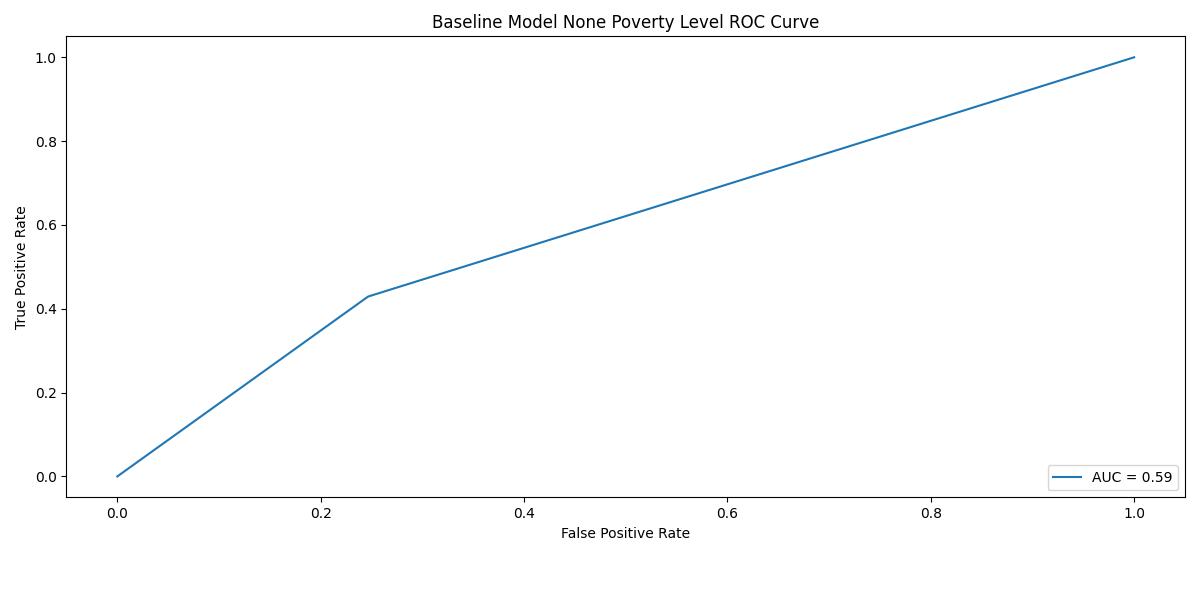 Baseline Model None Poverty Level ROC Curve
True Positive Rate
1.0
0.8
0.6
0.4
0.2
0.0
AUC = 0.59
0.0 0.2 0.4 0.6 0.8 1.0
False Positive Rate